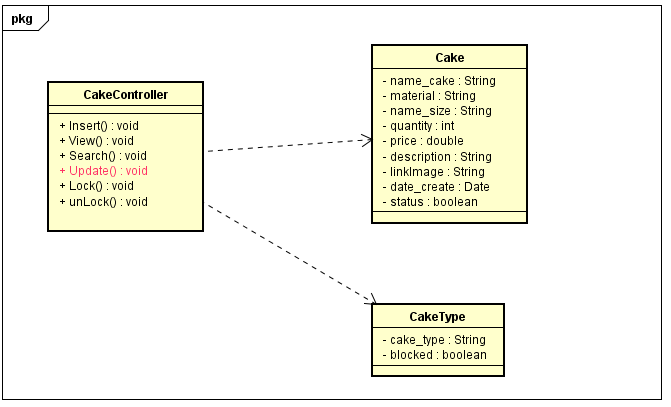 pkg
CakeController
+ Insert() : void
+ View() : void
+ Search() : void
+ Update() : void
+ Lock() : void
+ unLock() : void
Cake
- name_cake : String
- material : String
- name_size : String
- quantity : int
- price : double
- description : String
- linkImage : String
- date_create : Date
- status : boolean
CakeType
- cake_type : String
- blocked : boolean